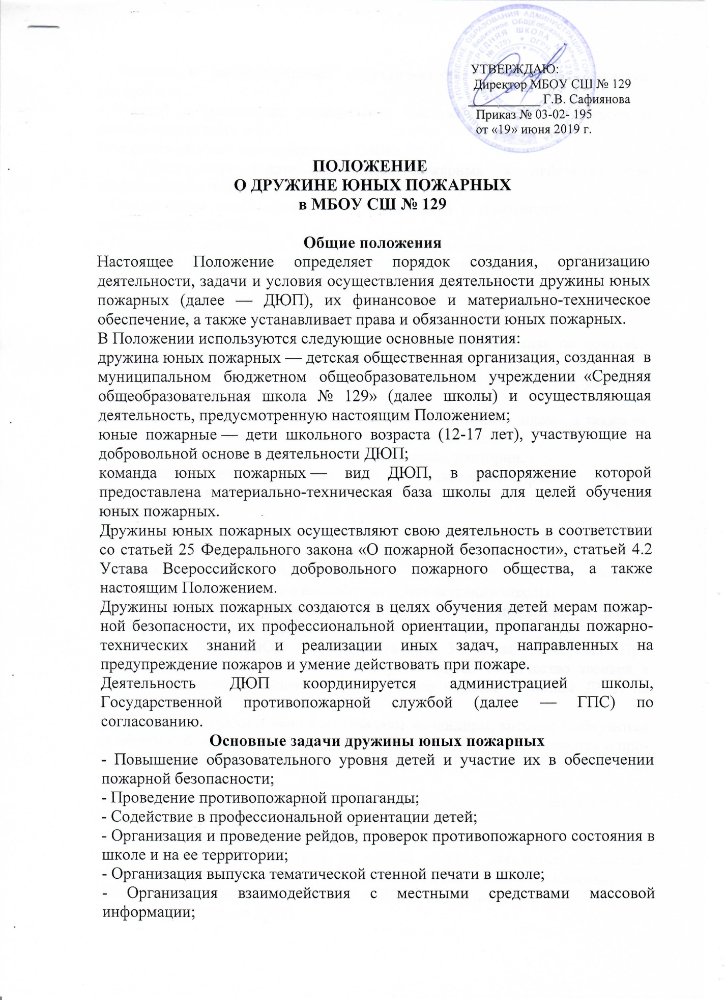 УТВЕРЖДАЮ:
Директор МБОУ СШ № 129
___________ Г.В. Сафиянова
Приказ № 03-02- 195
от «19» июня 2019 г.
ПОЛОЖЕНИЕ
О ДРУЖИНЕ ЮНЫХ ПОЖАРНЫХ
в МБОУ СШ № 129
Общие положения
Настоящее Положение определяет порядок создания, организацию
деятельности, задачи и условия осуществления деятельности дружины юных
пожарных (далее — ДЮП), их финансовое и материально-техническое
обеспечение, а также устанавливает права и обязанности юных пожарных.
В Положении используются следующие основные понятия:
дружина юных пожарных — детская общественная организация, созданная в
муниципальном бюджетном общеобразовательном учреждении «Средняя
общеобразовательная школа № 129» (далее школы) и осуществляющая
деятельность, предусмотренную настоящим Положением;
юные пожарные — дети школьного возраста (12-17 лет), участвующие на
добровольной основе в деятельности ДЮП;
команда юных пожарных — вид ДЮП, в распоряжение которой
предоставлена материально-техническая база школы для целей обучения
юных пожарных.
Дружины юных пожарных осуществляют свою деятельность в соответствии
со статьей 25 Федерального закона «О пожарной безопасности», статьей 4.2
Устава Всероссийского добровольного пожарного общества, а также
настоящим Положением.
Дружины юных пожарных создаются в целях обучения детей мерам пожар-
ной безопасности, их профессиональной ориентации, пропаганды пожарно-
технических знаний и реализации иных задач, направленных на
предупреждение пожаров и умение действовать при пожаре.
Деятельность ДЮП координируется администрацией школы,
Государственной противопожарной службой (далее — ГПС) по
согласованию.
Основные задачи дружины юных пожарных
- Повышение образовательного уровня детей и участие их в обеспечении
пожарной безопасности;
- Проведение противопожарной пропаганды;
- Содействие в профессиональной ориентации детей;
- Организация и проведение рейдов, проверок противопожарного состояния в
школе и на ее территории;
- Организация выпуска тематической стенной печати в школе;
- Организация взаимодействия с местными средствами массовой
информации;